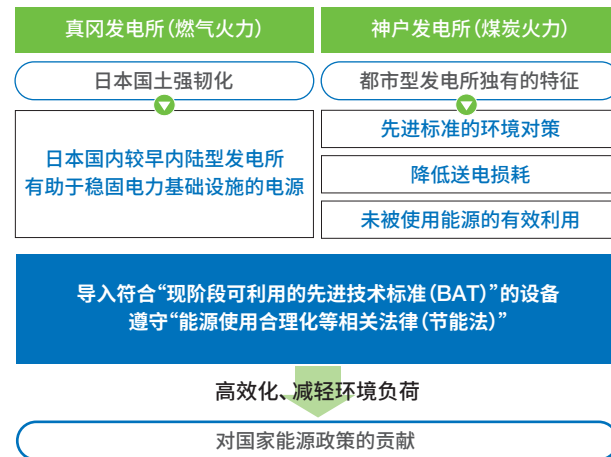 真冈发电所（燃气火力）
日本国土强韧化
日本国内较早内陆型发电所
有助于稳固电力基础设施的电源
神户发电所（煤炭火力）
都市型发电所独有的特征
先进标准的环境对策
降低送电损耗
未被使用能源的有效利用
导入符合“现阶段可利用的先进技术标准（BAT）”的设备
遵守“能源使用合理化等相关法律（节能法）”
高效化、减轻环境负荷
对国家能源政策的贡献